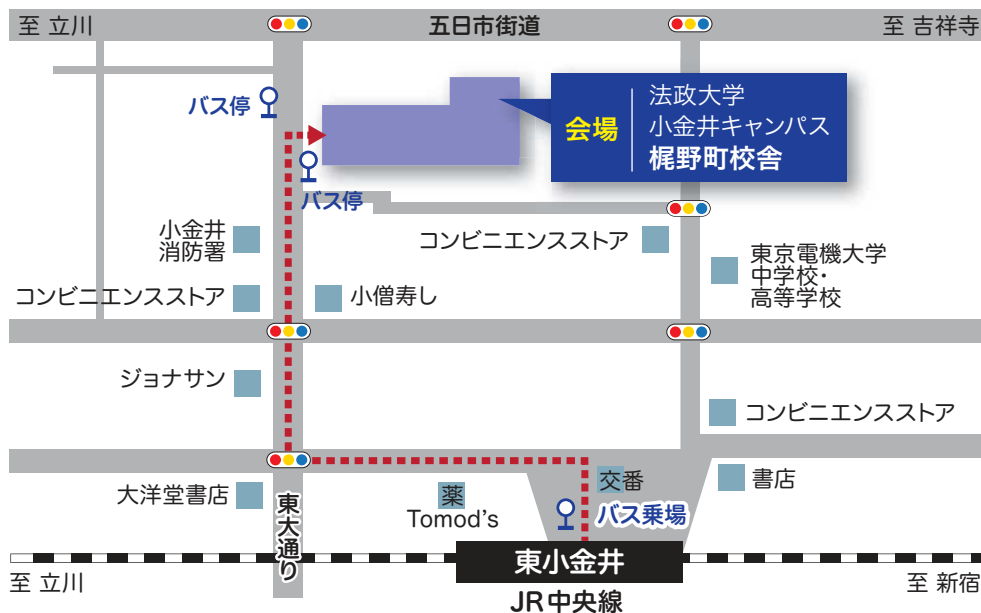 至 立川
五日市街道
至 吉祥寺
バス停
会場
法政大学
小金井キャンパス
梶野町校舎
バス停
小金井
消防署
コンビニエンスストア
東京電機大学
中学校・
高等学校
コンビニエンスストア
小僧寿し
ジョナサン
コンビニエンスストア
大洋堂書店
東大通り
薬
Tomod's
交番
バス乗場
書店
東小金井
至 立川
至 新宿
JR中央線